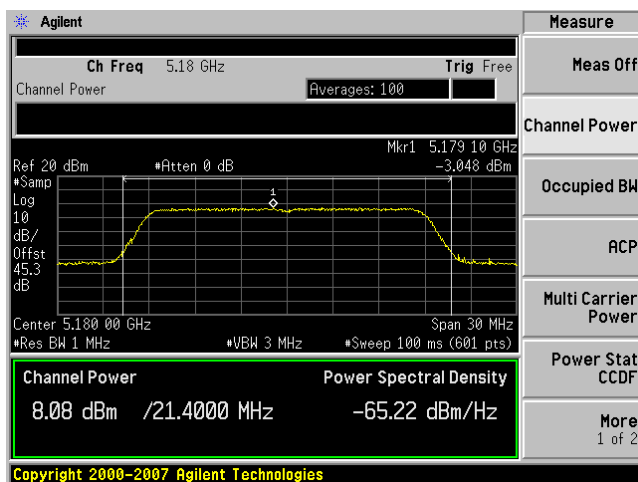 Agilent
Measure
Ch Freq 5.18 GHz Trig Free
Channel Power Averages: 100
Mkr1 5.179 10 GHz
Ref 20 dBm #Atten 0 dB -3.048 dBm
#Samp
Log
10
dB/
Offst
45.3
dB
1
Center 5.180 00 GHz Span 30 MHz
#Res BW 1 MHz #VBW 3 MHz #Sweep 100 ms (601 pts)
Channel Power Power Spectral Density
8.08 dBm /21.4000 MHz -65.22 dBm/Hz
Copyright 2000-2007 Agilent Technologies
Meas Off
Channel Power
Occupied BW
ACP
Multi Carrier
Power
Power Stat
CCDF
More
1 of 2